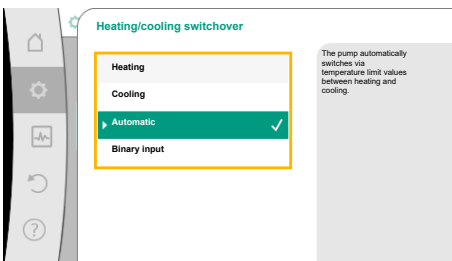 Heating/cooling switchover
Heating
Cooling
Automatic
Binary input
The pump automatically
switches via
temperature limit values
between heating and
cooling.
?